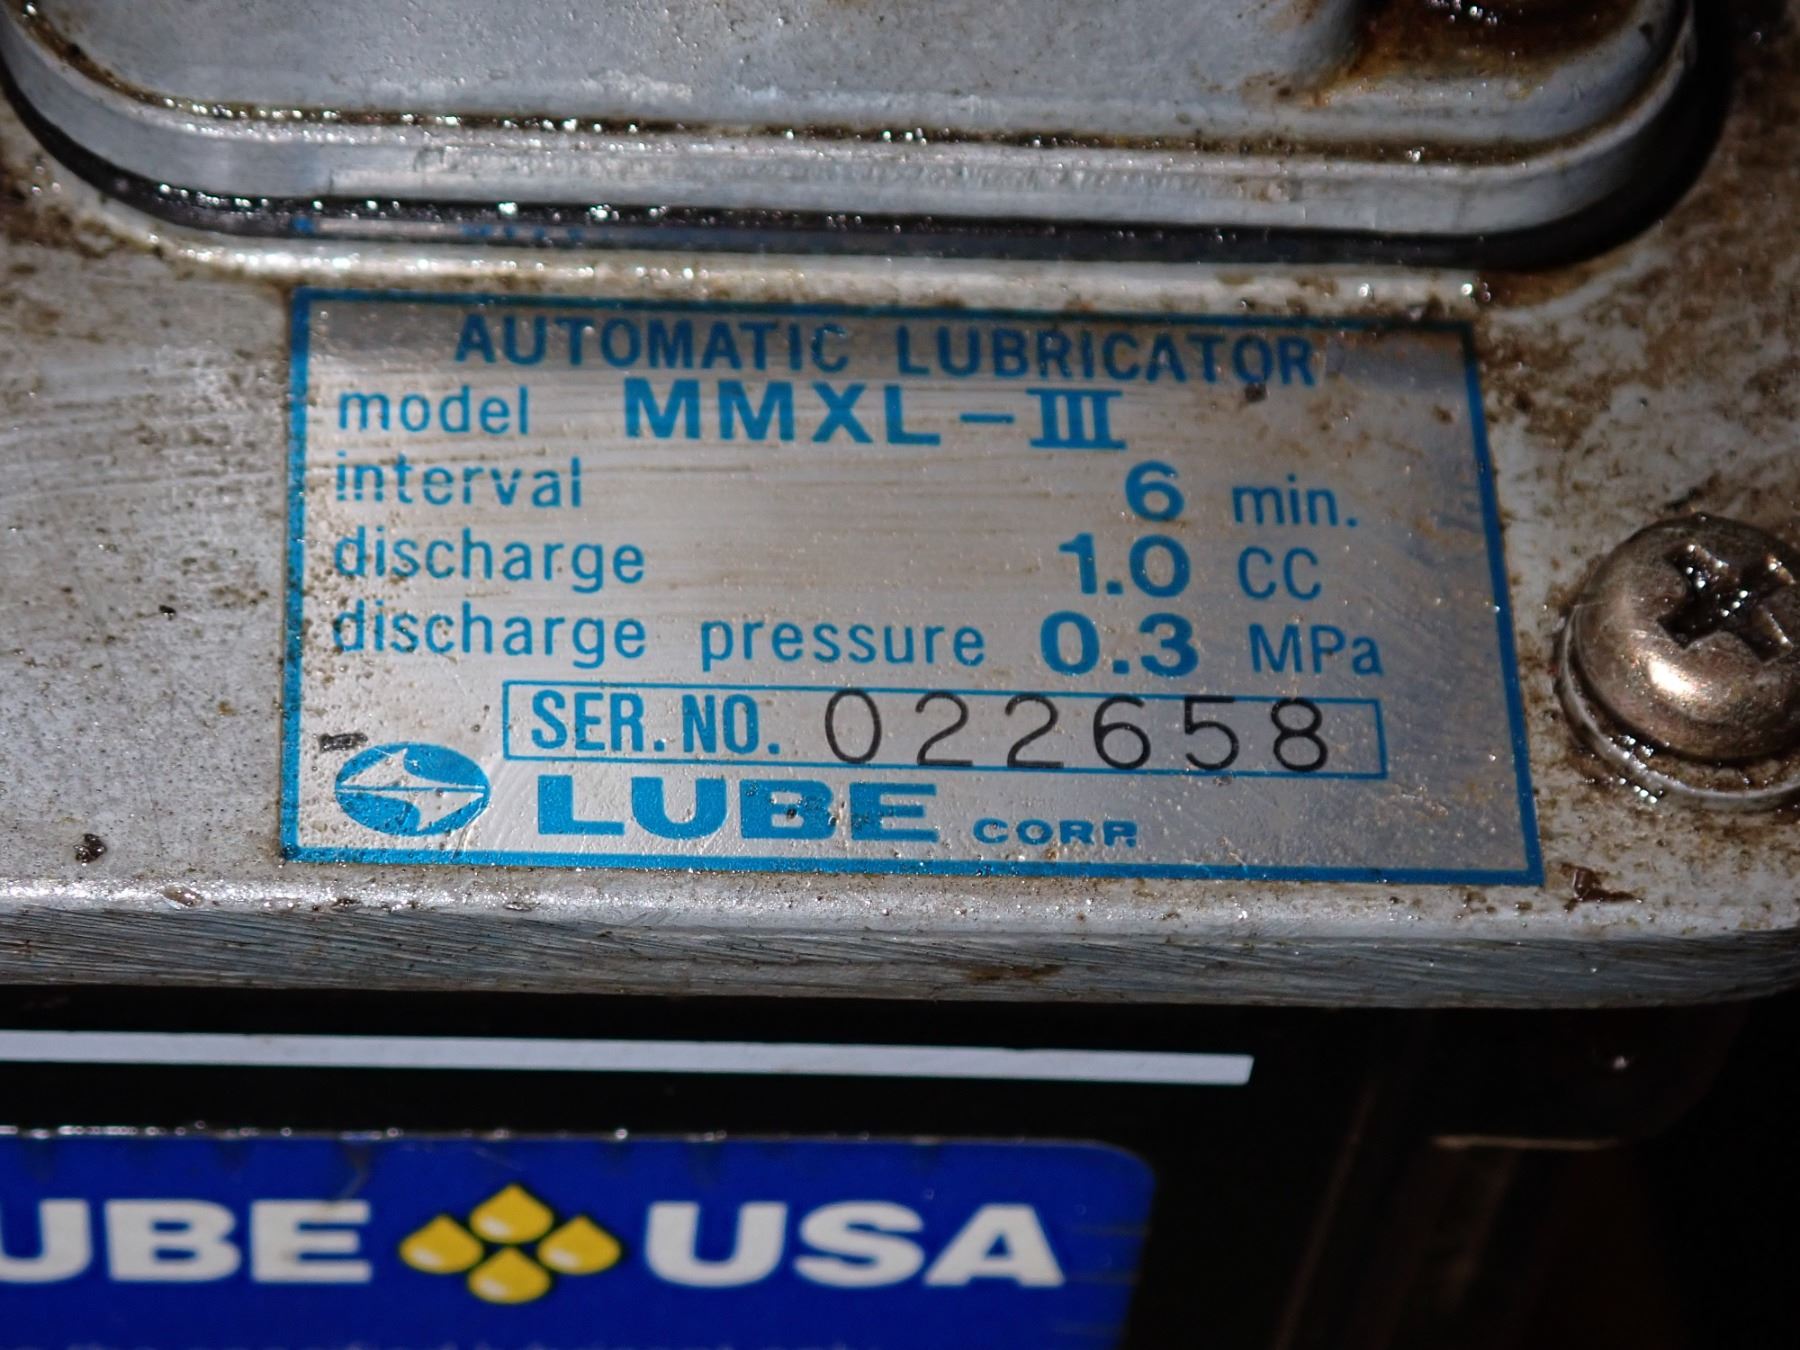 AUTOMATIC LUBRICATOR
model MMXL-III
interval 6 min.
discharge 1.0 CC
discharge pressure 0.3 MPa
SER.NO. 022658
LUBE CORP.
UBE USA